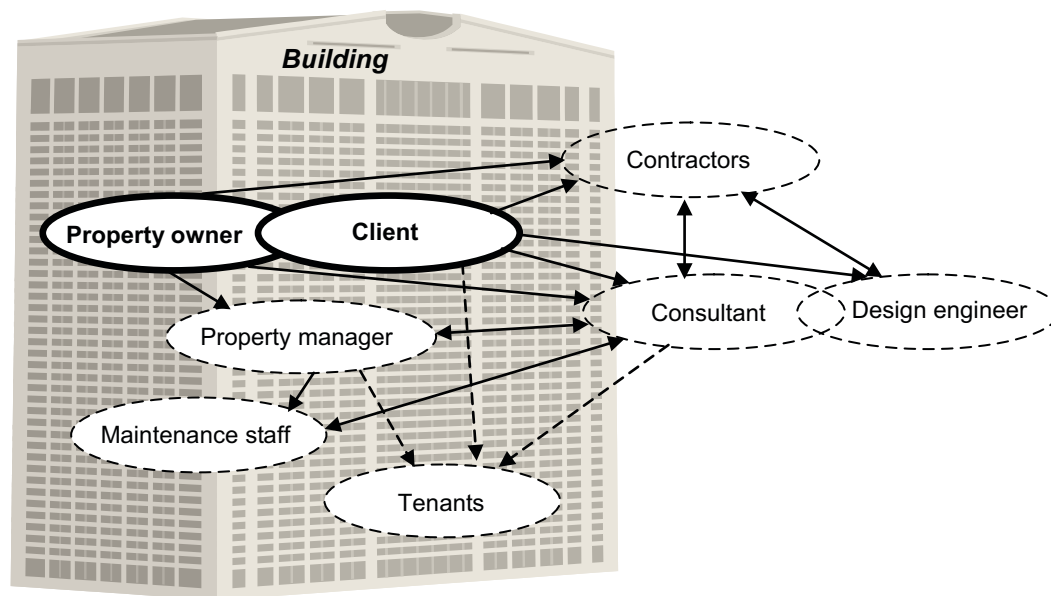 Building
Contractors
Property owner
Client
Consultant
Design engineer
Property manager
Maintenance staff
Tenants